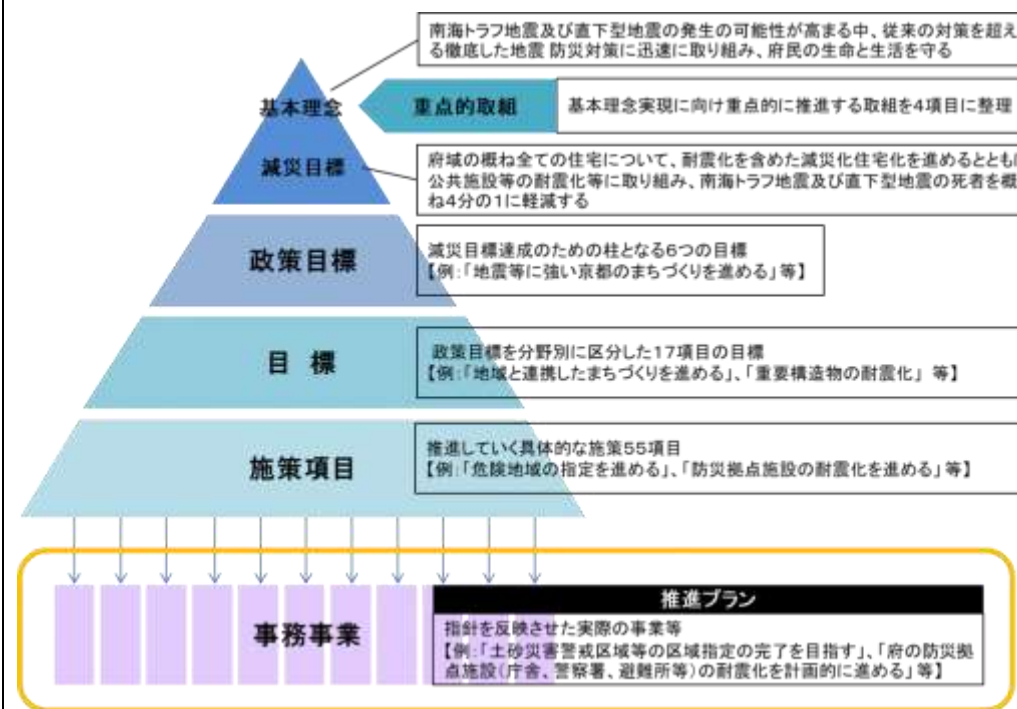 南海トラフ地震及び直下型地震の発生の可能性が高まる中、従来の対策を超え
る徹底した地震 防災対策に迅速に取り組み、府民の生命と生活を守る
基本理念
重点的取組
基本理念実現に向け重点的に推進する取組を4項目に整理
減災目標
府域の概ね全ての住宅について、耐震化を含めた減災化住宅化を進めるととも
公共施設等の耐震化等に取り組み、南海トラフ地震及び直下型地震の死者を概
ね4分の1に軽減する
政策目標
減災目標達成のための柱となる6つの目標
【例:「地震等に強い京都のまちづくりを進める」等】
目 標
政策目標を分野別に区分した17項目の目標
【例:「地域と連携したまちづくりを進める」、「重要構造物の耐震化」 等】
施策項目
推進していく具体的な施策55項目
【例:「危険地域の指定を進める」、「防災拠点施設の耐震化を進める」等】
推進プラン
事務事業
指針を反映させた実際の事業等
【例:「土砂災害警戒区域等の区域指定の完了を目指す」、「府の防災拠
点施設(庁舎、警察署、避難所等)の耐震化を計画的に進める」等】